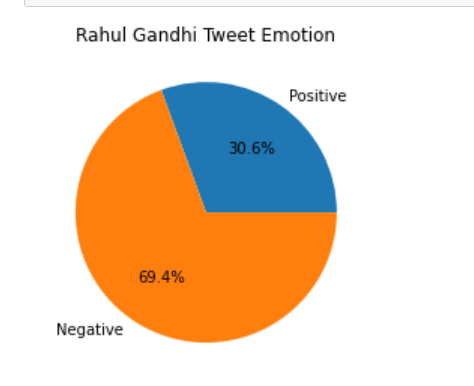 Rahul Gandhi Tweet Emotion
Positive
30.6%
69.4%
Negative